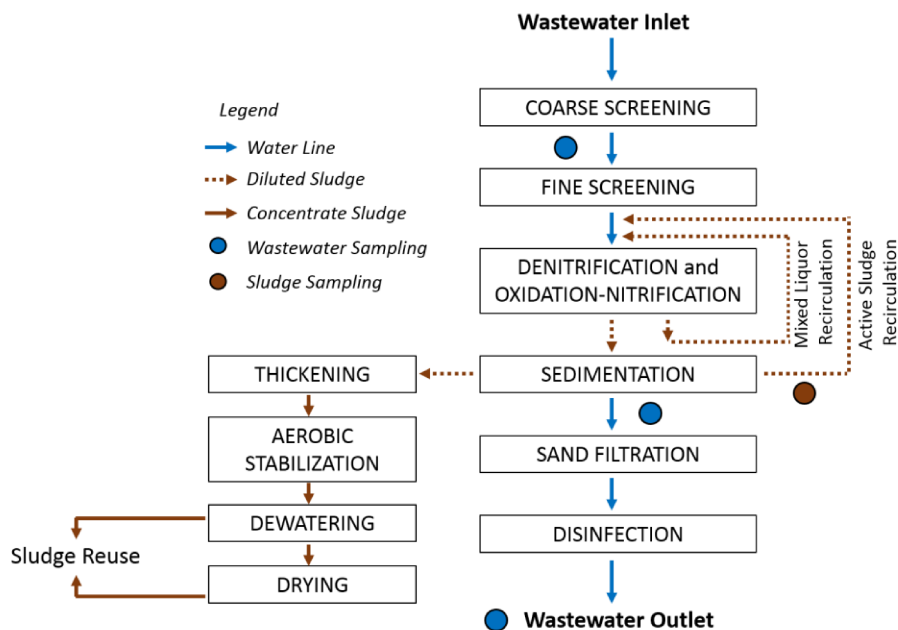 Wastewater Inlet
Legend
Water Line
Diluted Sludge
Concentrate Sludge
Wastewater Sampling
Sludge Sampling
COARSE SCREENING
FINE SCREENING
DENITRIFICATION and
OXIDATION-NITRIFICATION
Mixed Liquor
Recirculation
Active Sludge
Recirculation
SEDIMENTATION
THICKENING
AEROBIC
STABILIZATION
DEWATERING
DRYING
Sludge Reuse
SAND FILTRATION
DISINFECTION
Wastewater Outlet